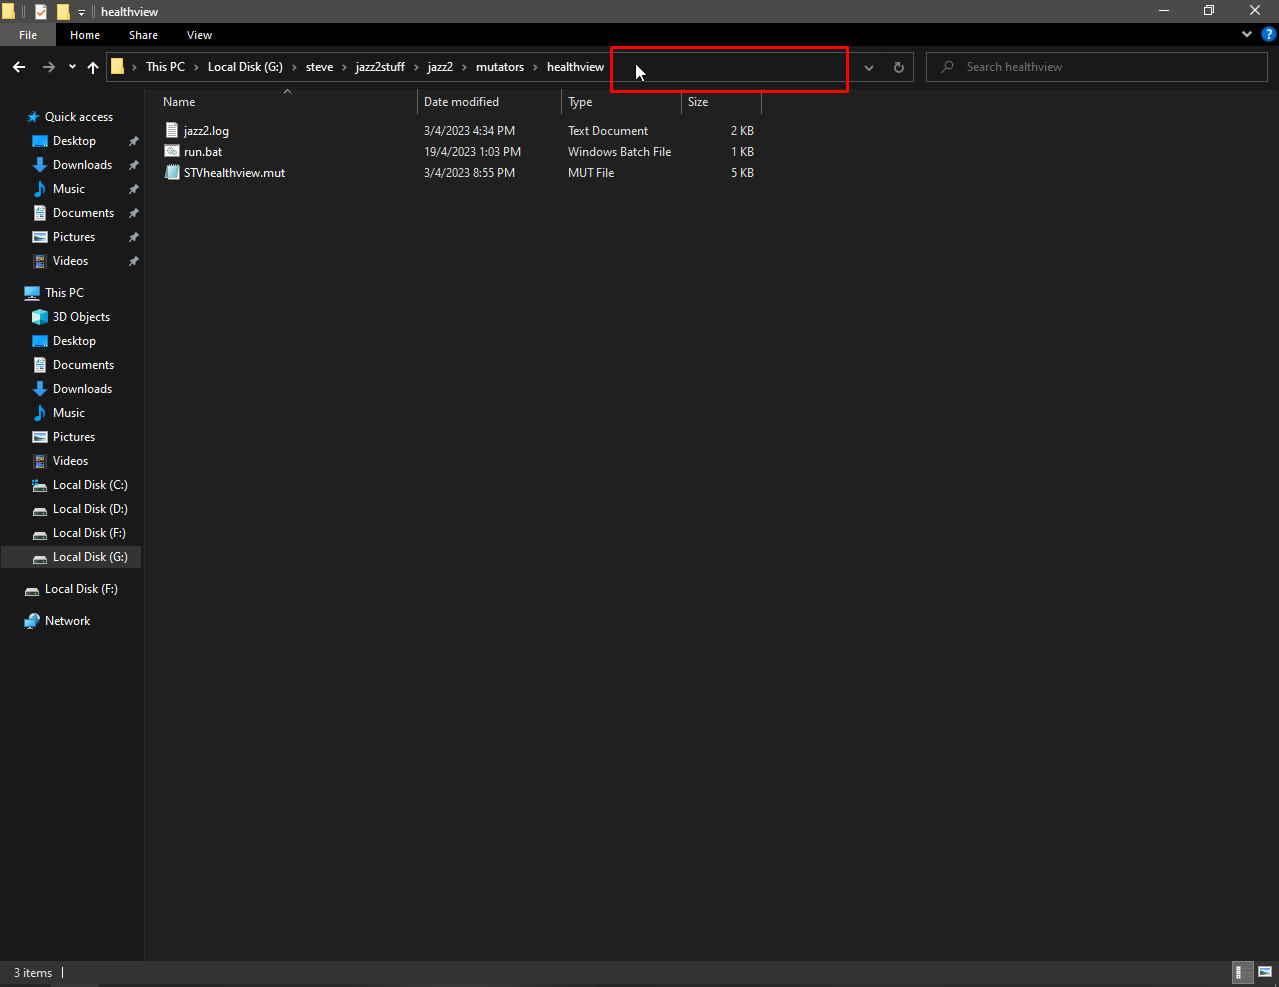 healthview
File Home Share View
This PC › Local Disk (G:) › steve › jazz2stuff › jazz2 › mutators › healthview
Search healthview
Name Date modified Type Size
jazz2.log 3/4/2023 4:34 PM Text Document 2 KB
run.bat 19/4/2023 1:03 PM Windows Batch File 1 KB
STVhealthview.mut 3/4/2023 8:55 PM MUT File 5 KB
Quick access
Desktop
Downloads
Music
Documents
Pictures
Videos
This PC
3D Objects
Desktop
Documents
Downloads
Music
Pictures
Videos
Local Disk (C:)
Local Disk (D:)
Local Disk (F:)
Local Disk (G:)
Local Disk (F:)
Network
3 items